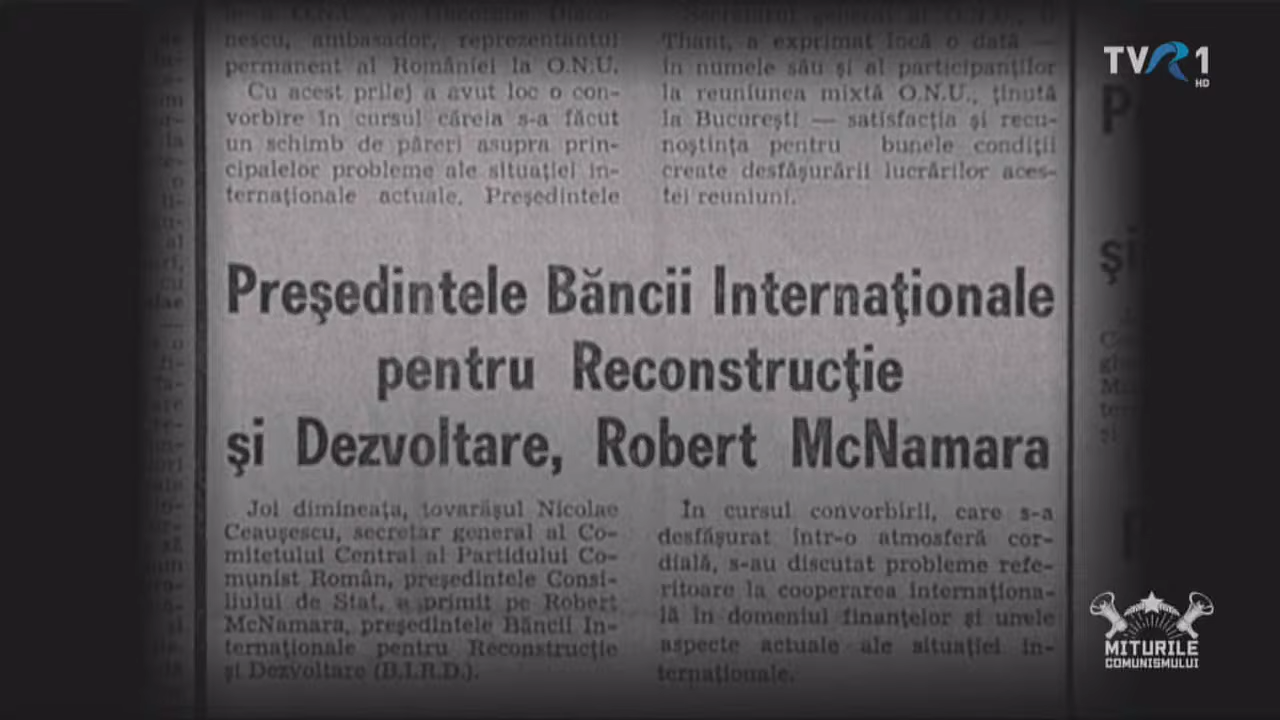 nescu, ambasador, reprezentantul
permanent al României la O.N.U.
Cu acest prilej a avut loc o con-
vorbire în cursul căreia s-a făcut
un schimb de păreri asupra prin-
cipalelor probleme ale situației in-
ternaționale actuale. Președintele
Secretarul general al O.N.U., U
Thant, a exprimat încă o dată —
în numele său și al participanților
la reuniunea mixtă O.N.U., ținută
la București — satisfacția și recu-
noștința pentru bunele condiții
create desfășurării lucrărilor aces-
tei reuniuni.
Președintele Băncii Internaționale
pentru Reconstrucție
și Dezvoltare, Robert McNamara
Joi dimineața, tovarășul Nicolae
Ceaușescu, secretar general al Co-
mitetului Central al Partidului Co-
munist Român, președintele Consi-
liului de Stat, a primit pe Robert
McNamara, președintele Băncii In-
ternaționale pentru Reconstrucție
și Dezvoltare (B.I.R.D.).
În cursul convorbirii, care s-a
desfășurat într-o atmosferă cor-
dială, s-au discutat probleme refe-
ritoare la cooperarea internaționa-
lă în domeniul finanțelor și unele
aspecte actuale ale situației in-
ternaționale.
TVR1
HD
MITURILE
COMUNISMULUI